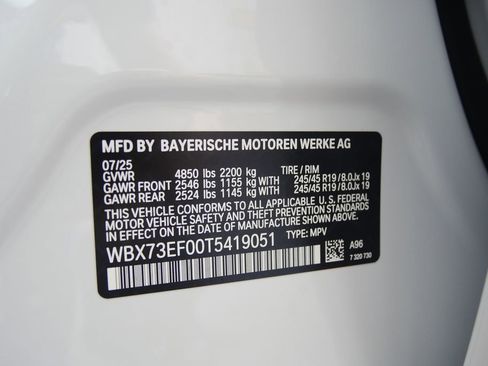 MFD BY BAYERISCHE MOTOREN WERKE AG
07/25
GVWR 4850 lbs 2200 kg TIRE / RIM
GAWR FRONT 2546 lbs 1155 kg WITH 245/45 R19 / 8.0Jx 19
GAWR REAR 2524 lbs 1145 kg WITH 245/45 R19 / 8.0Jx 19
THIS VEHICLE CONFORMS TO ALL APPLICABLE U. S. FEDERAL
MOTOR VEHICLE SAFETY, BUMPER, AND THEFT PREVENTION STANDARDS
IN EFFECT ON THE DATE OF MANUFACTURE SHOWN ABOVE.
WBX73EF00T5419051 TYPE: MPV
A96
7 320 730